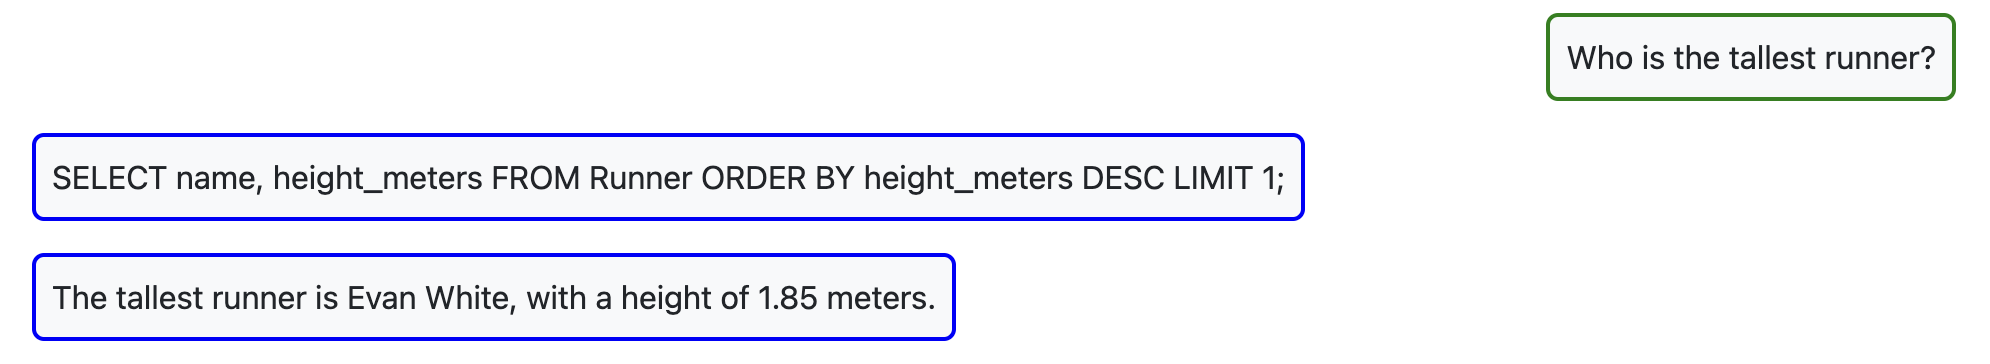 Who is the tallest runner?
SELECT name, height_meters FROM Runner ORDER BY height_meters DESC LIMIT 1;
The tallest runner is Evan White, with a height of 1.85 meters.